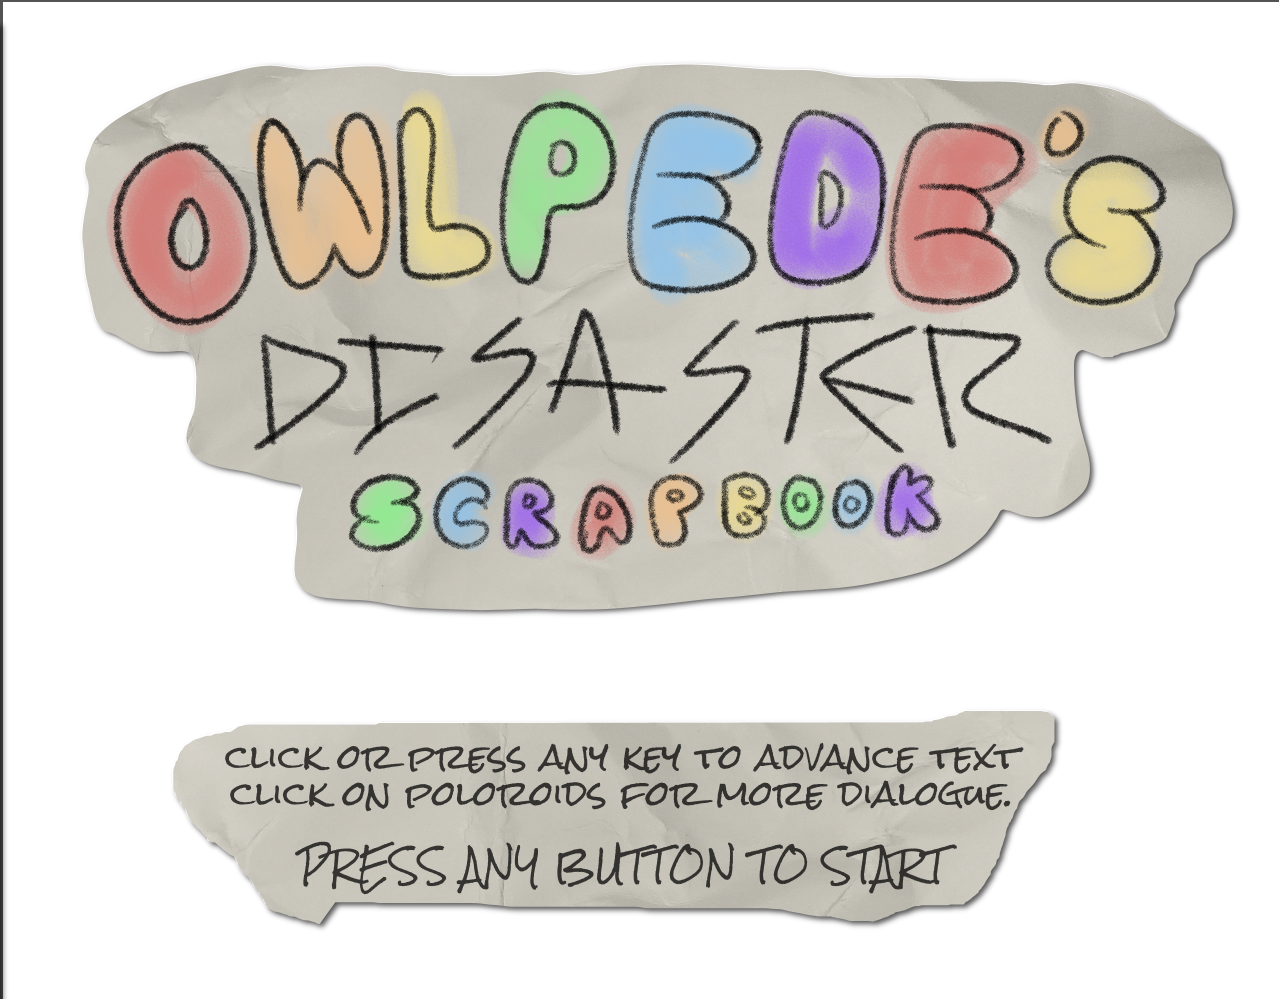 OWLPEDE'S
DISASTER
SCRAPBOOK
CLICK OR PRESS ANY KEY TO ADVANCE TEXT
CLICK ON POLOROIDS FOR MORE DIALOGUE.
PRESS ANY BUTTON TO START